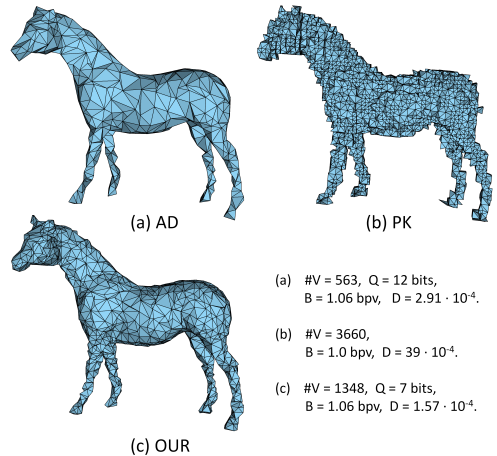 (a) AD
(b) PK
(c) OUR
(a) #V = 563, Q = 12 bits,
B = 1.06 bpv, D = 2.91 · 10⁻⁴.
(b) #V = 3660,
B = 1.0 bpv, D = 39 · 10⁻⁴.
(c) #V = 1348, Q = 7 bits,
B = 1.06 bpv, D = 1.57 · 10⁻⁴.